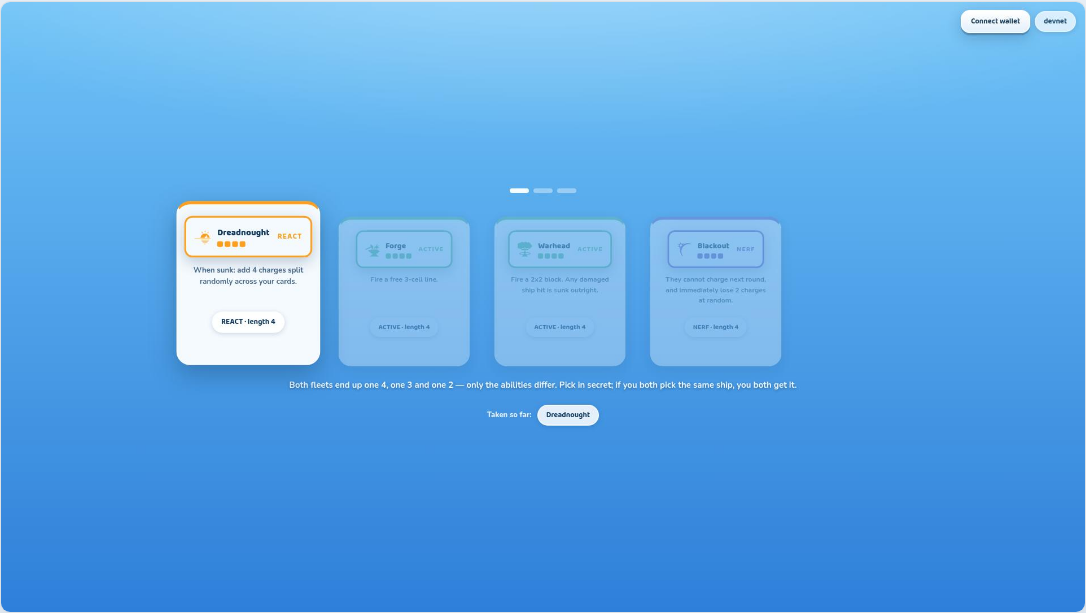 Connect wallet
devnet
Dreadnought
REACT
When sunk: add 4 charges split
randomly across your cards.
REACT · length 4
Forge
ACTIVE
Fire a free 3-cell line.
ACTIVE · length 4
Warhead
ACTIVE
Fire a 2x2 block. Any damaged
ship hit is sunk outright.
ACTIVE · length 4
Blackout
NERF
They cannot charge next round,
and immediately lose 2 charges
at random.
NERF · length 4
Both fleets end up one 4, one 3 and one 2 — only the abilities differ. Pick in secret; if you both pick the same ship, you both get it.
Taken so far:
Dreadnought